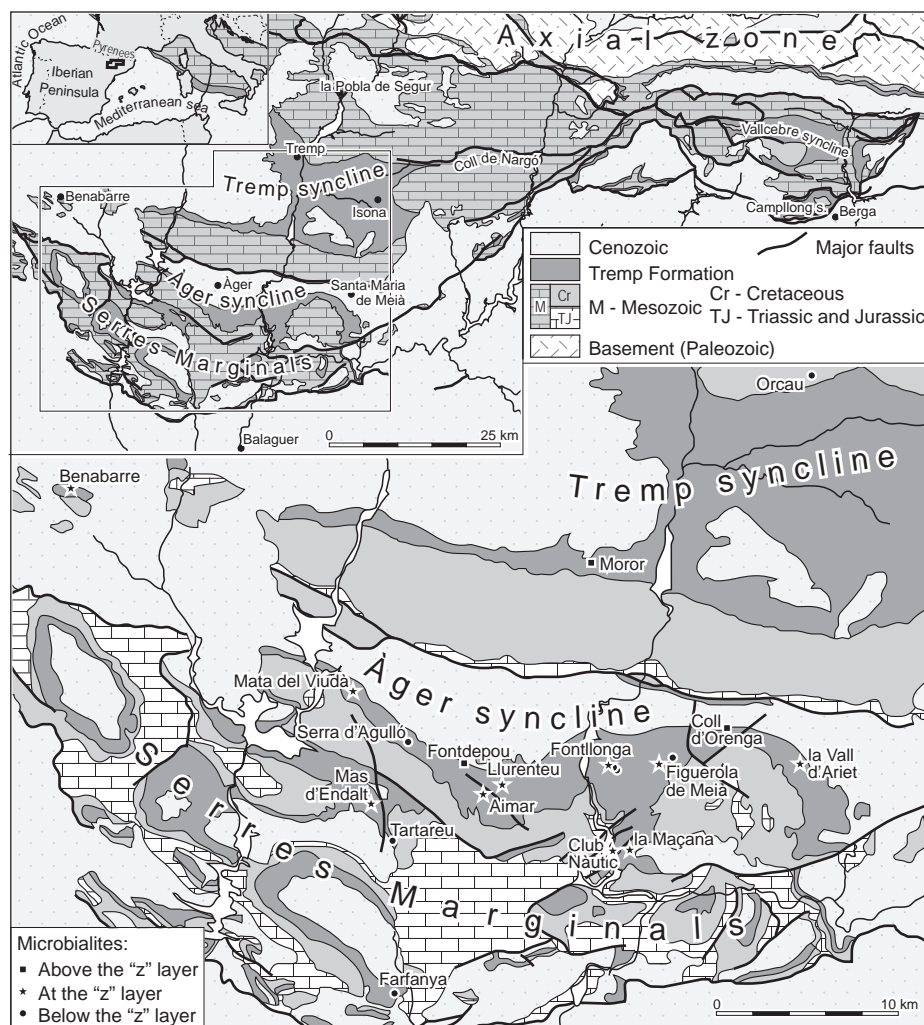 Atlantic Ocean
Pyrenees
Iberian
Peninsula
Mediterranean sea
Axial zone
la Pobla de Segur
Vallcebre syncline
Tremp
Coll de Nargó
Tremp syncline
Benabarre
Isona
Campllong s.
Berga
Àger
Santa Maria
de Meià
Àger syncline
Serres Marginals
Balaguer
0 25 km
Cenozoic
Major faults
Tremp Formation
M Cr TJ
M - Mesozoic
Cr - Cretaceous
TJ - Triassic and Jurassic
Basement (Paleozoic)
Orcau
Benabarre
Tremp syncline
Moror
Àger syncline
Mata del Viudà
Serra d'Agulló
Coll
d'Orenga
Fontdepou
Fontllonga
Llurenteu
la Vall
d'Ariet
Mas
d'Endalt
Figuerola
de Meià
Aimar
Tartareu
Club
Nàutic
la Maçana
Serres Marginals
Farfanya
Microbialites:
Above the "z" layer
At the "z" layer
Below the "z" layer
0 10 km